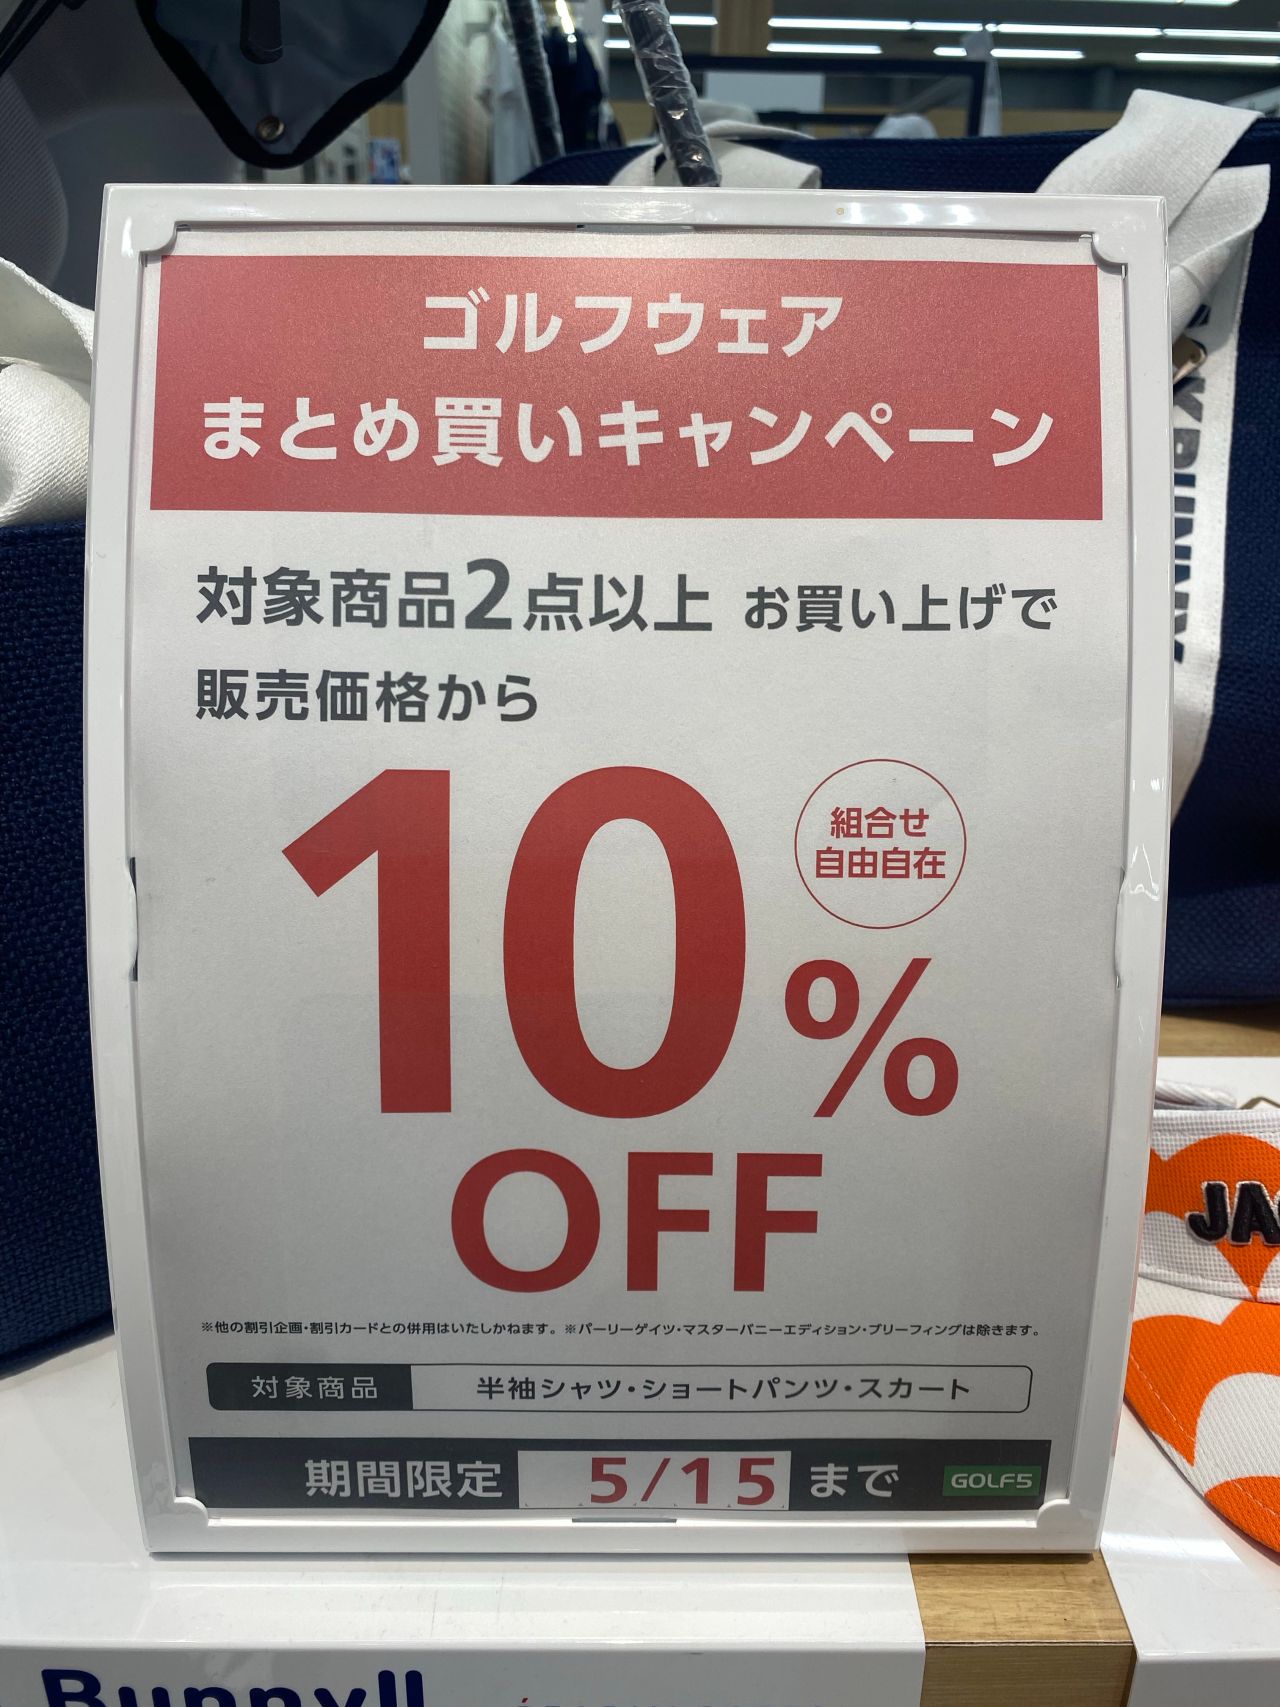 ゴルフウェア
まとめ買いキャンペーン
対象商品2点以上 お買い上げで
販売価格から
組合せ
自由自在
10%
OFF
※他の割引企画・割引カードとの併用はいたしかねます。※パーリーゲイツ・マスターバニーエディション・ブリーフィングは除きます。
対象商品 半袖シャツ・ショートパンツ・スカート
期間限定 5/15 まで GOLF5
JA
Bunny!!